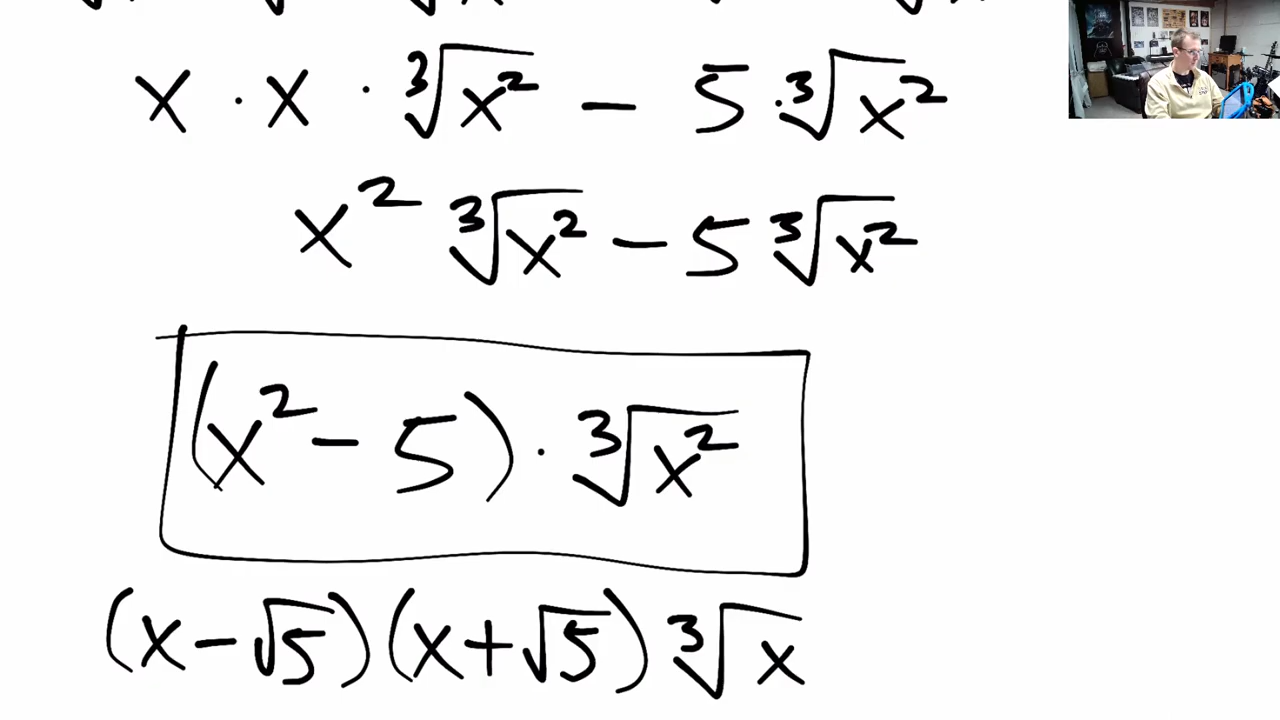 x · x · ∛x² − 5 · ∛x²
x² ∛x² − 5 ∛x²
(x² − 5) · ∛x²
(x − √5)(x + √5) ∛x